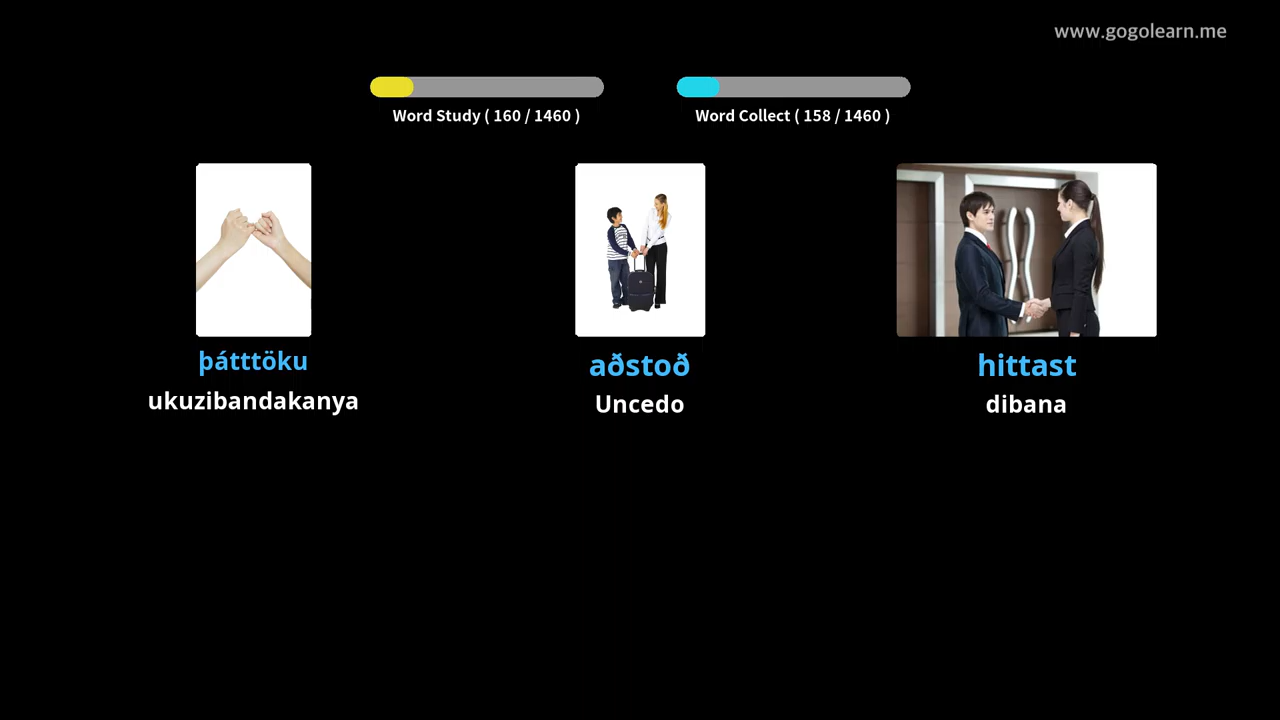 www.gogolearn.me
Word Study ( 160 / 1460 )
Word Collect ( 158 / 1460 )
þátttöku
ukuzibandakanya
aðstoð
Uncedo
hittast
dibana